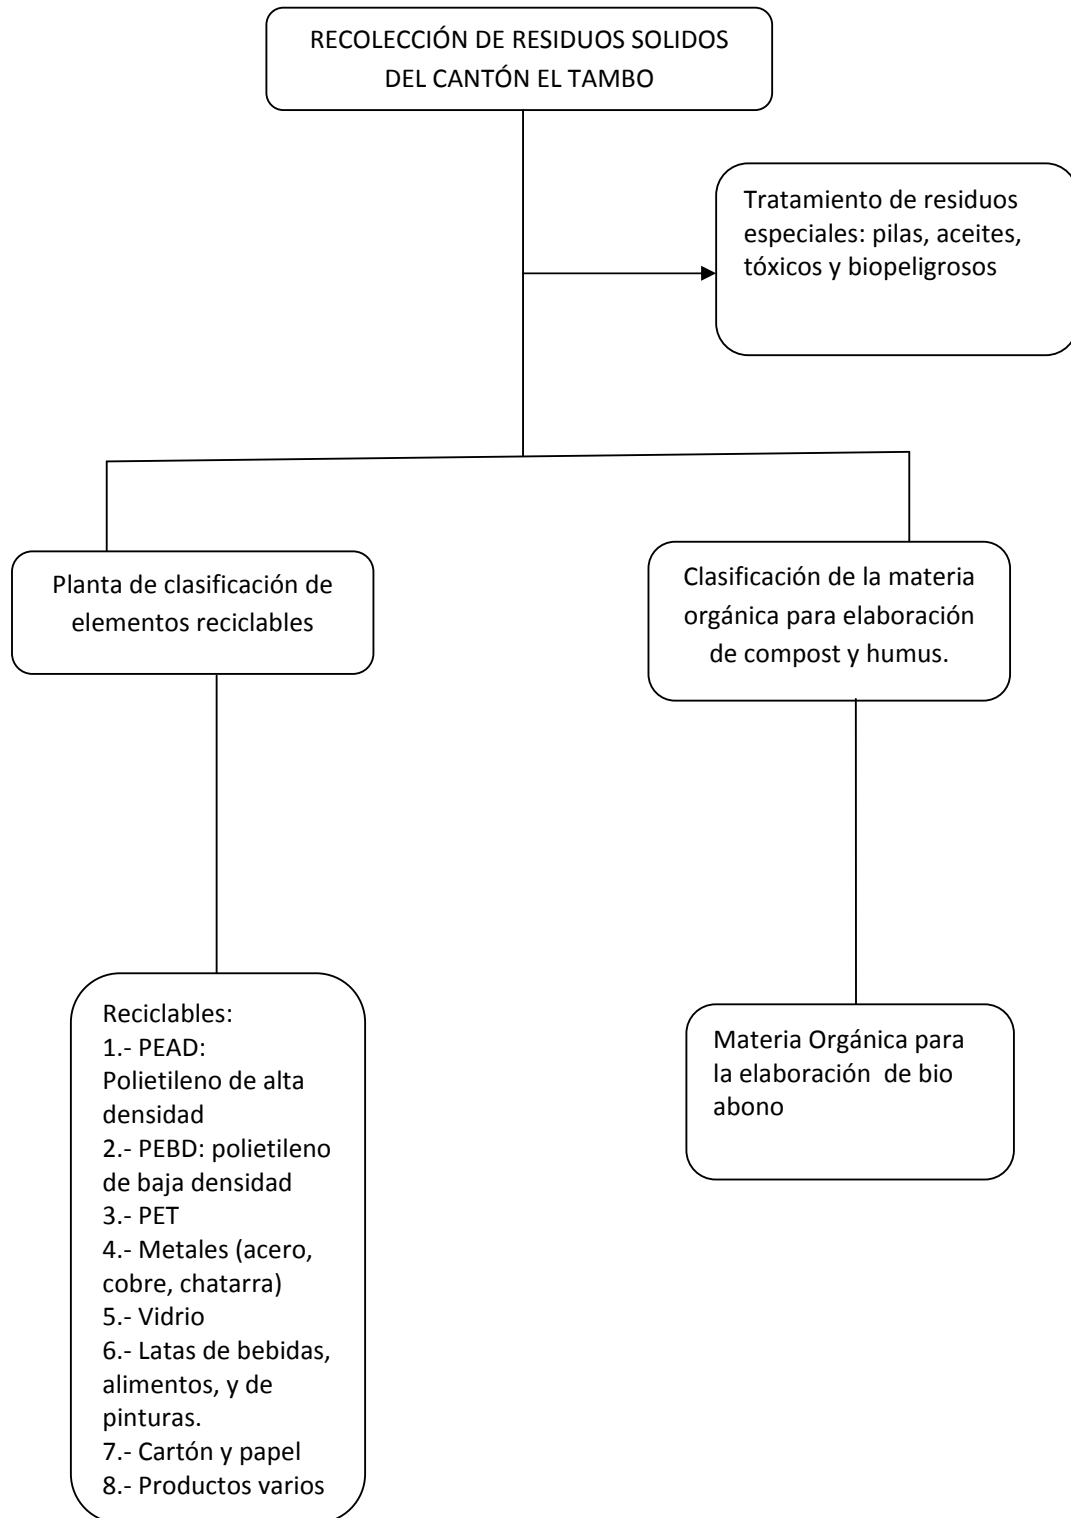 RECOLECCIÓN DE RESIDUOS SOLIDOS
DEL CANTÓN EL TAMBO
Tratamiento de residuos
especiales: pilas, aceites,
tóxicos y biopeligrosos
Planta de clasificación de
elementos reciclables
Clasificación de la materia
orgánica para elaboración
de compost y humus.
Reciclables:
1.- PEAD:
Polietileno de alta
densidad
2.- PEBD: polietileno
de baja densidad
3.- PET
4.- Metales (acero,
cobre, chatarra)
5.- Vidrio
6.- Latas de bebidas,
alimentos, y de
pinturas.
7.- Cartón y papel
8.- Productos varios
Materia Orgánica para
la elaboración  de bio
abono